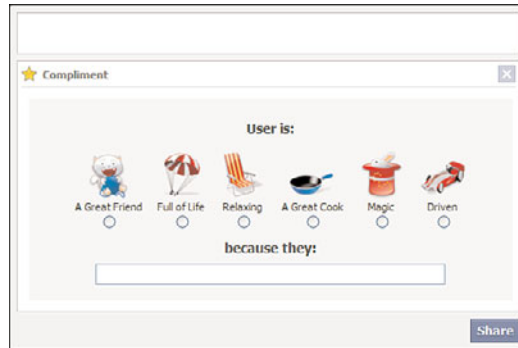 Compliment
User is:
A Great Friend Full of Life Relaxing A Great Cook Magic Driven
because they:
Share